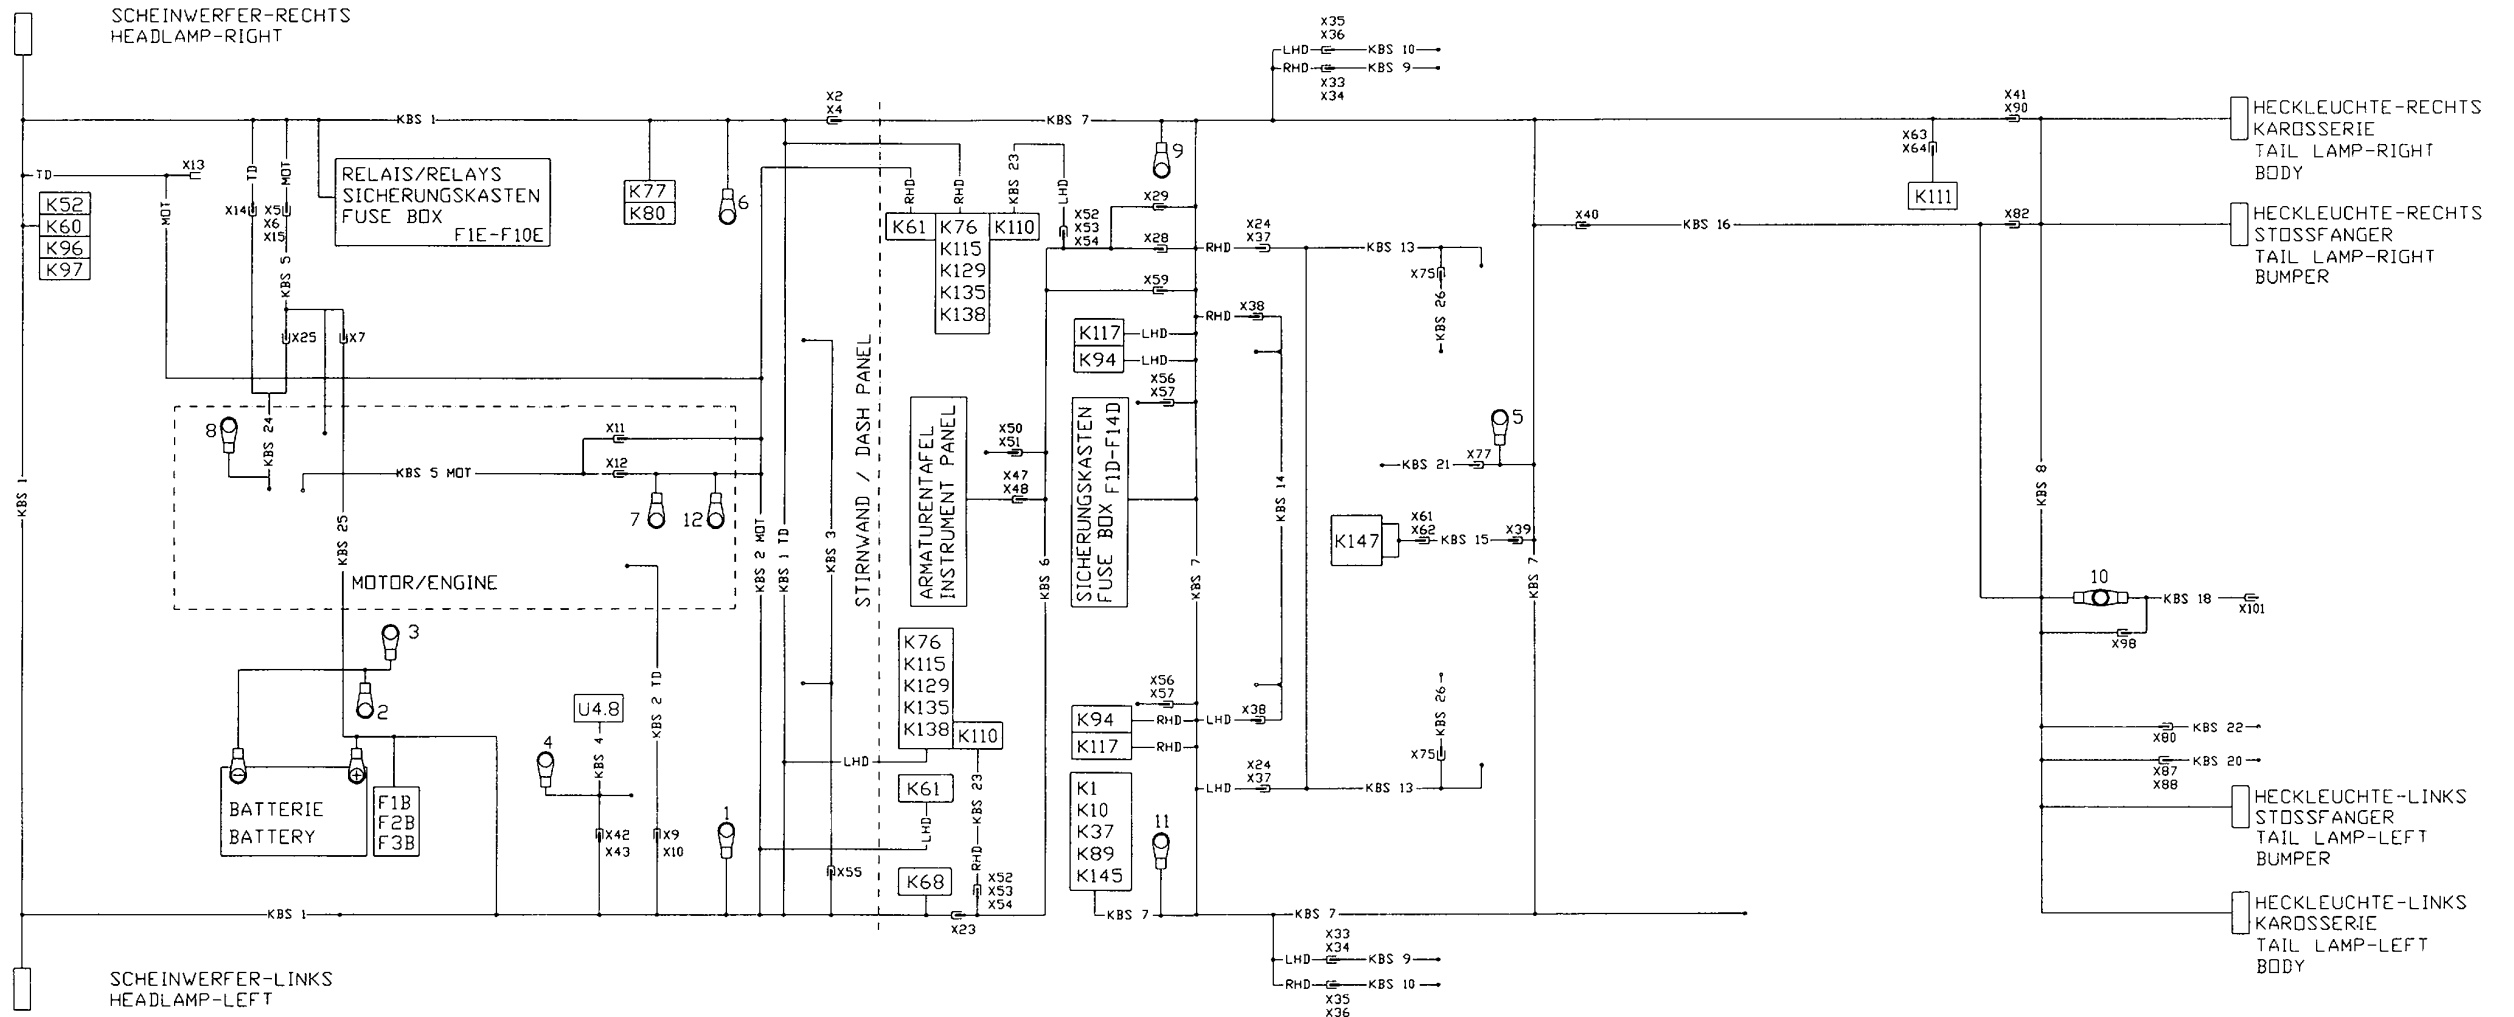 SCHEINWERFER-RECHTS
HEADLAMP-RIGHT
X35
X36
LHD
KBS 10
RHD
KBS 9
X33
X34
KBS 1
X2
X4
KBS 7
9
X41
X90
HECKLEUCHTE-RECHTS
KAROSSERIE
TAIL LAMP-RIGHT
BODY
X63
X64
K111
TD
X13
MOT
K52
K60
K96
K97
TD
MOT
X14
X5
X6
X15
KBS 5
RELAIS/RELAYS
SICHERUNGSKASTEN
FUSE BOX
F1E-F10E
K77
K80
6
RHD
RHD
KBS 23
LHD
K61
K76
K115
K129
K135
K138
K110
X52
X53
X54
X29
X28
X59
RHD
X24
X37
KBS 13
X75
KBS 26
RHD
X38
X40
KBS 16
X82
HECKLEUCHTE-RECHTS
STOSSFANGER
TAIL LAMP-RIGHT
BUMPER
X25
X7
K117
LHD
K94
LHD
X56
X57
STIRNWAND / DASH PANEL
8
KBS 24
X11
X12
KBS 5 MOT
7
12
KBS 25
MOTOR/ENGINE
KBS 1
KBS 2 MOT
KBS 1 TD
KBS 3
ARMATURENTAFEL
INSTRUMENT PANEL
X50
X51
X47
X48
KBS 6
SICHERUNGSKASTEN
FUSE BOX F1D-F14D
KBS 7
KBS 14
5
KBS 21
X77
K147
X61
X62
KBS 15
X39
KBS 7
KBS 8
10
KBS 18
X101
X98
3
2
BATTERIE
BATTERY
F1B
F2B
F3B
U4.8
4
KBS 4
X42
X43
KBS 2 TD
X9
X10
1
LHD
X55
K76
K115
K129
K135
K138
K110
K61
LHD
KBS 23
RHD
K68
X52
X53
X54
X23
X56
X57
K94
RHD
K117
RHD
LHD
X38
K1
K10
K37
K89
K145
11
LHD
X24
X37
KBS 13
X75
KBS 26
X80
KBS 22
X87
X88
KBS 20
HECKLEUCHTE-LINKS
STOSSFANGER
TAIL LAMP-LEFT
BUMPER
HECKLEUCHTE-LINKS
KAROSSERIE
TAIL LAMP-LEFT
BODY
KBS 1
KBS 7
KBS 7
X33
X34
LHD
KBS 9
RHD
KBS 10
X35
X36
SCHEINWERFER-LINKS
HEADLAMP-LEFT